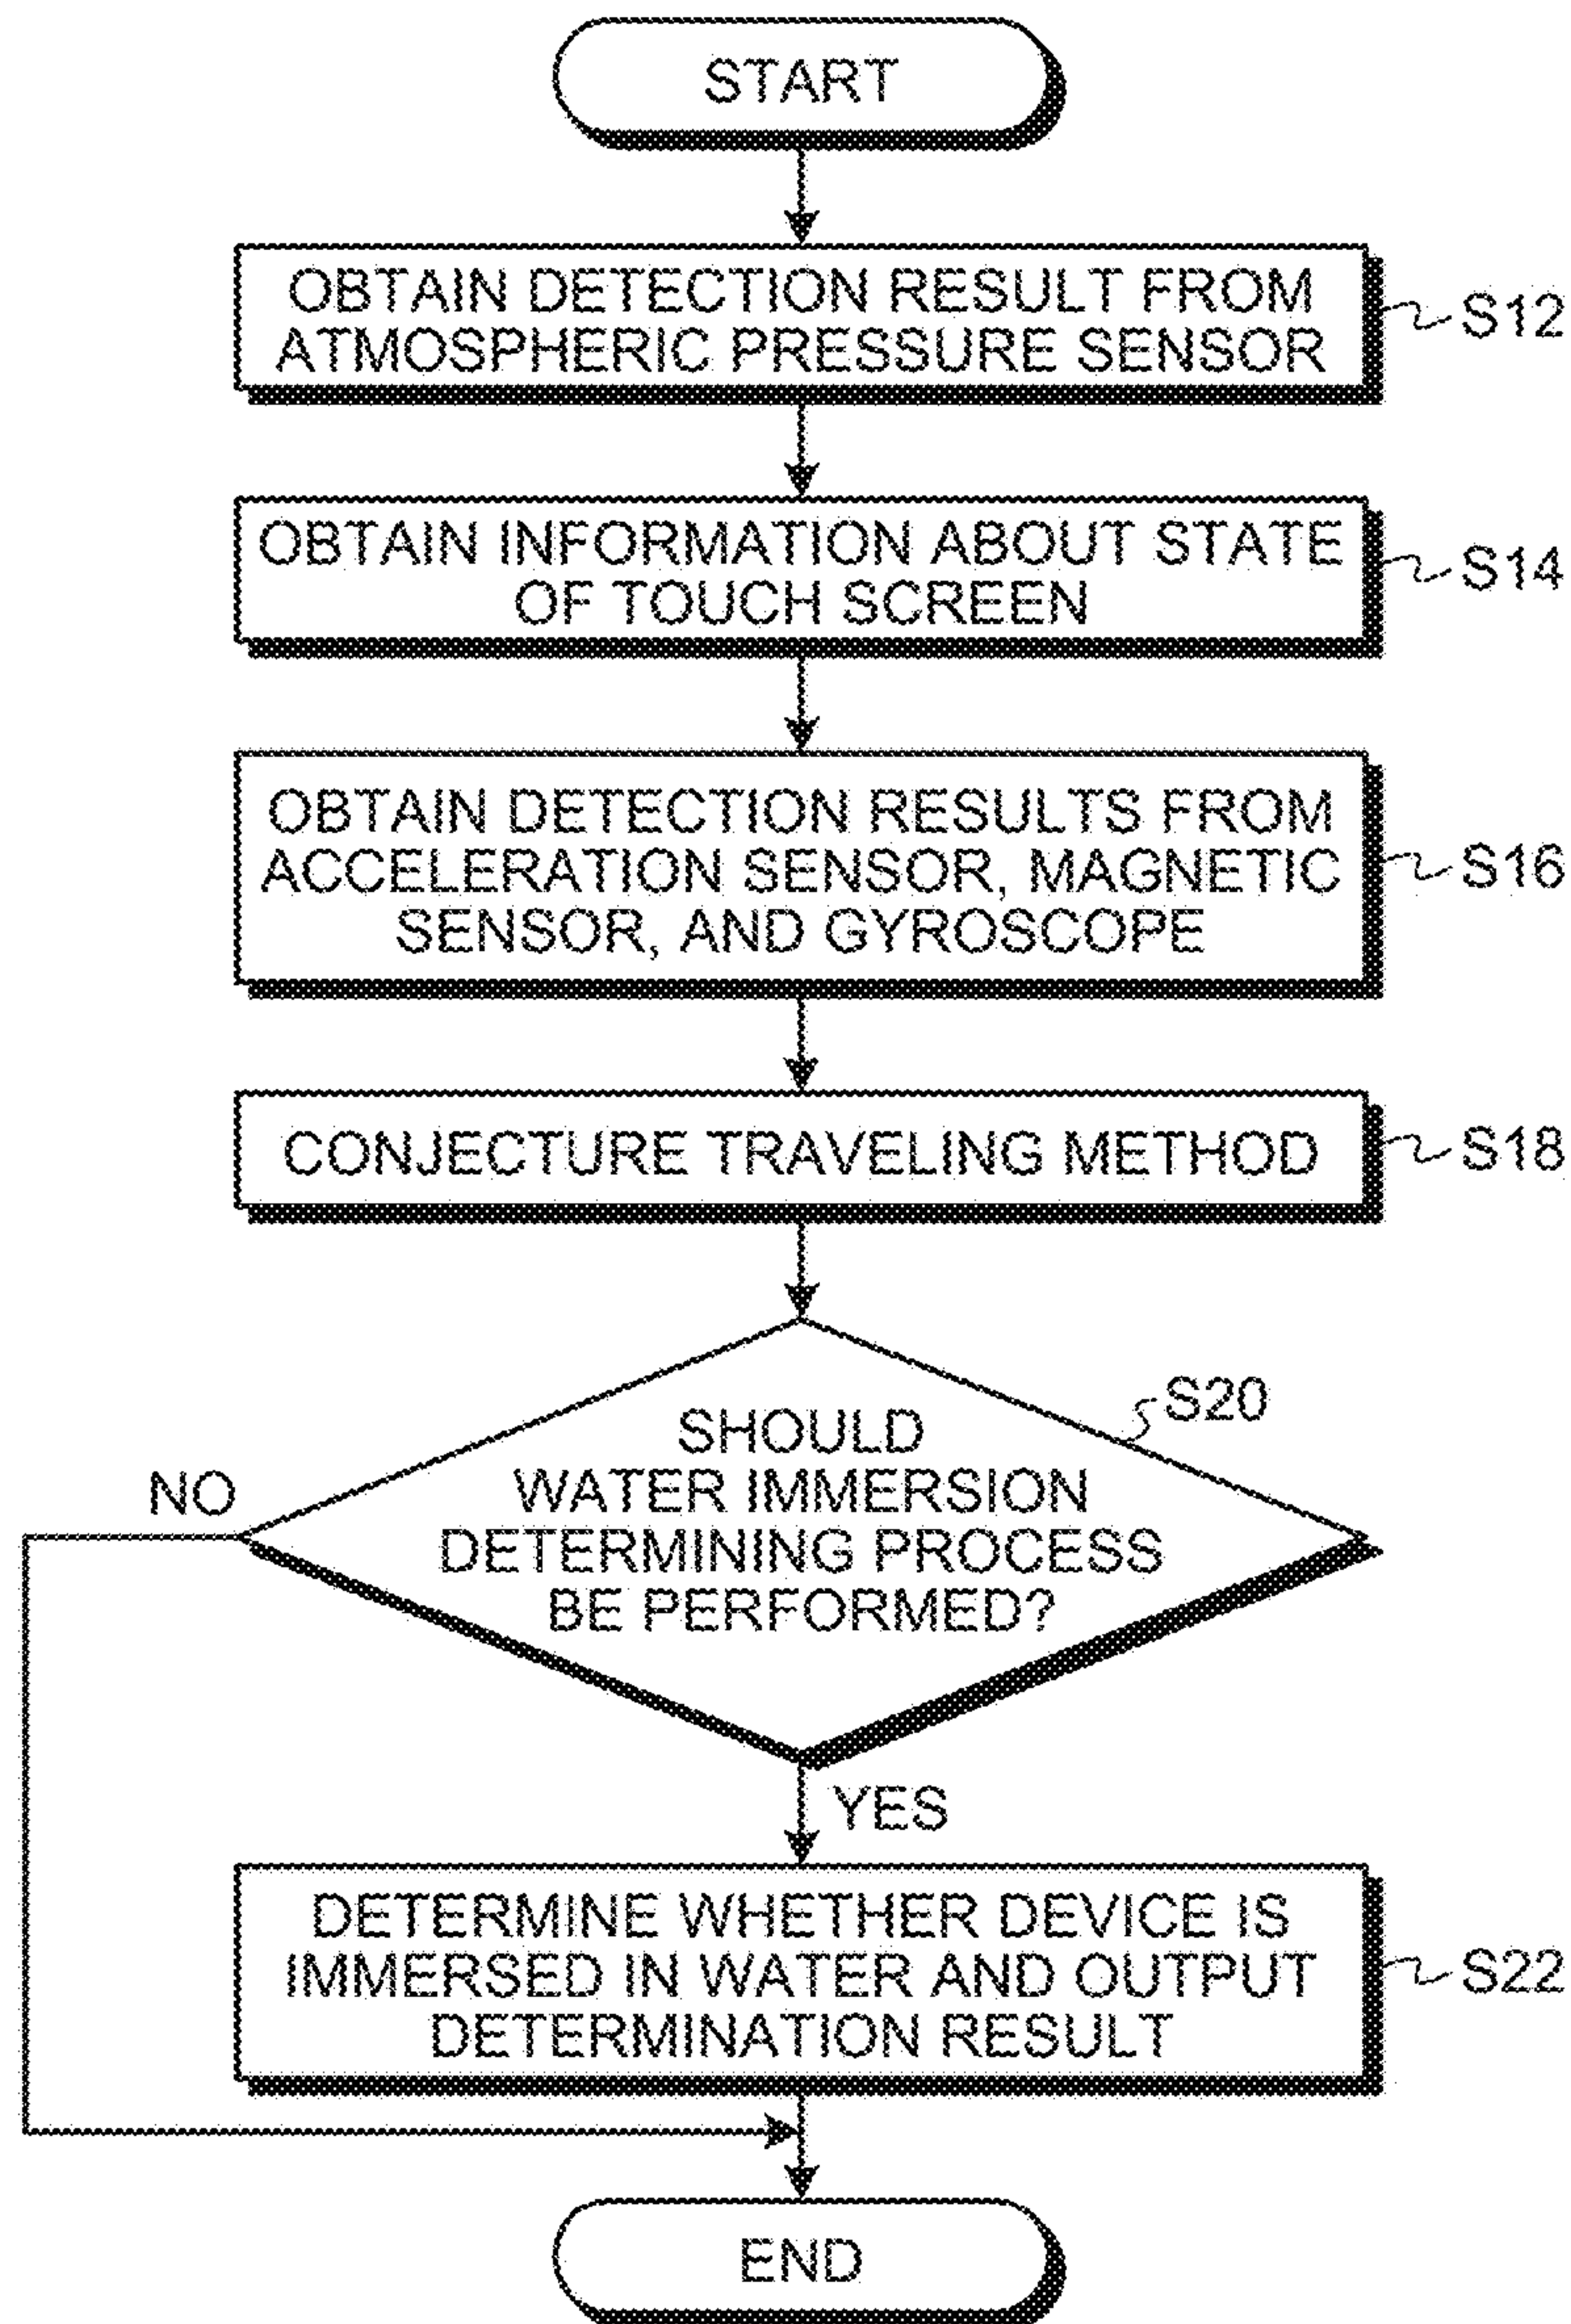 START
OBTAIN DETECTION RESULT FROM
ATMOSPHERIC PRESSURE SENSOR
S12
OBTAIN INFORMATION ABOUT STATE
OF TOUCH SCREEN
S14
OBTAIN DETECTION RESULTS FROM
ACCELERATION SENSOR, MAGNETIC
SENSOR, AND GYROSCOPE
S16
CONJECTURE TRAVELING METHOD
S18
S20
SHOULD
WATER IMMERSION
DETERMINING PROCESS
BE PERFORMED?
NO
YES
DETERMINE WHETHER DEVICE IS
IMMERSED IN WATER AND OUTPUT
DETERMINATION RESULT
S22
END